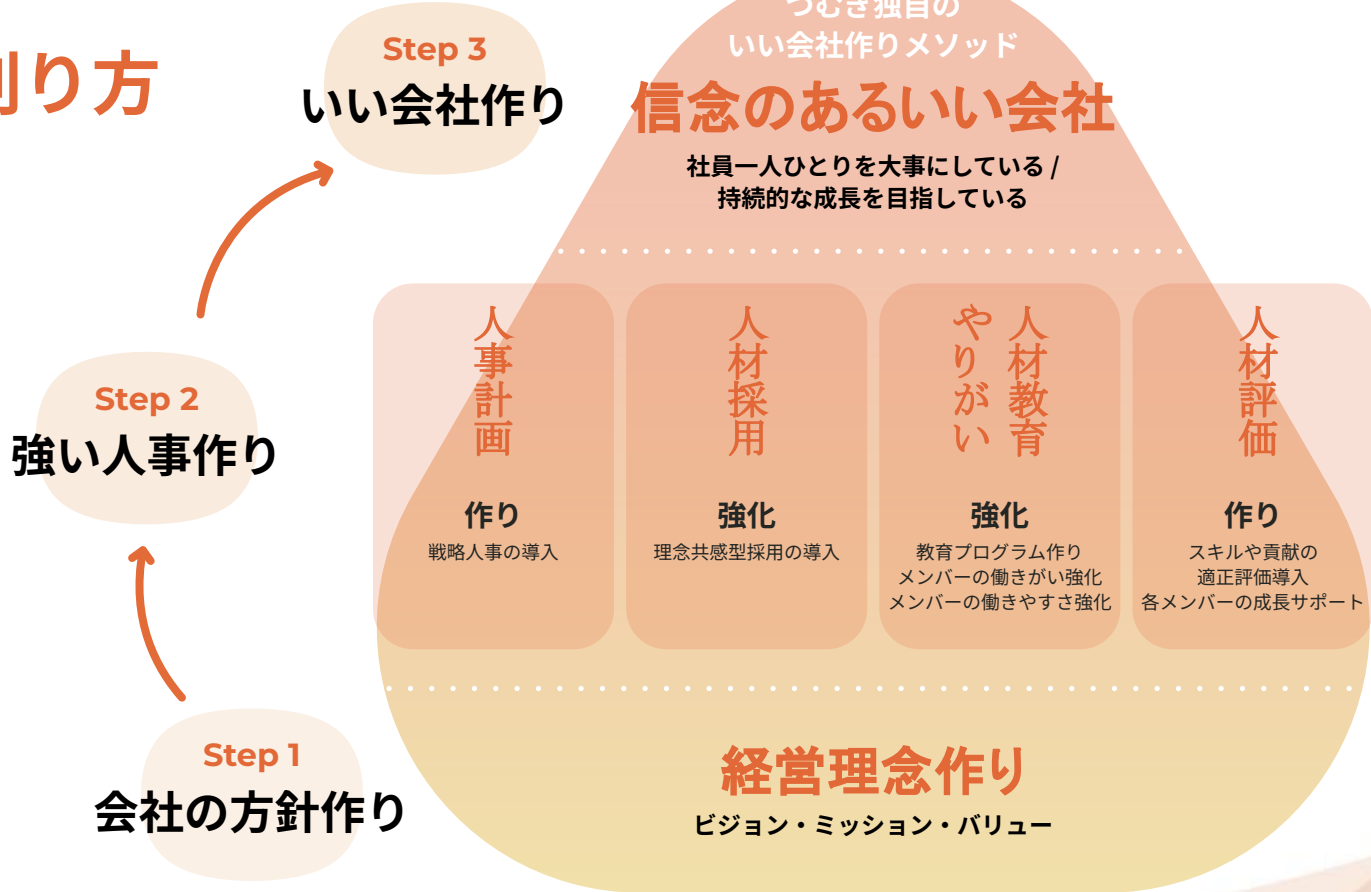 り方
Step 3
いい会社作り
つむぎ独自の
いい会社作りメソッド
信念のあるいい会社
社員一人ひとりを大事にしている /
持続的な成長を目指している
Step 2
強い人事作り
人事計画
作り
戦略人事の導入
人材採用
強化
理念共感型採用の導入
人材教育
やりがい
強化
教育プログラム作り
メンバーの働きがい強化
メンバーの働きやすさ強化
人材評価
作り
スキルや貢献の
適正評価導入
各メンバーの成長サポート
Step 1
会社の方針作り
経営理念作り
ビジョン・ミッション・バリュー